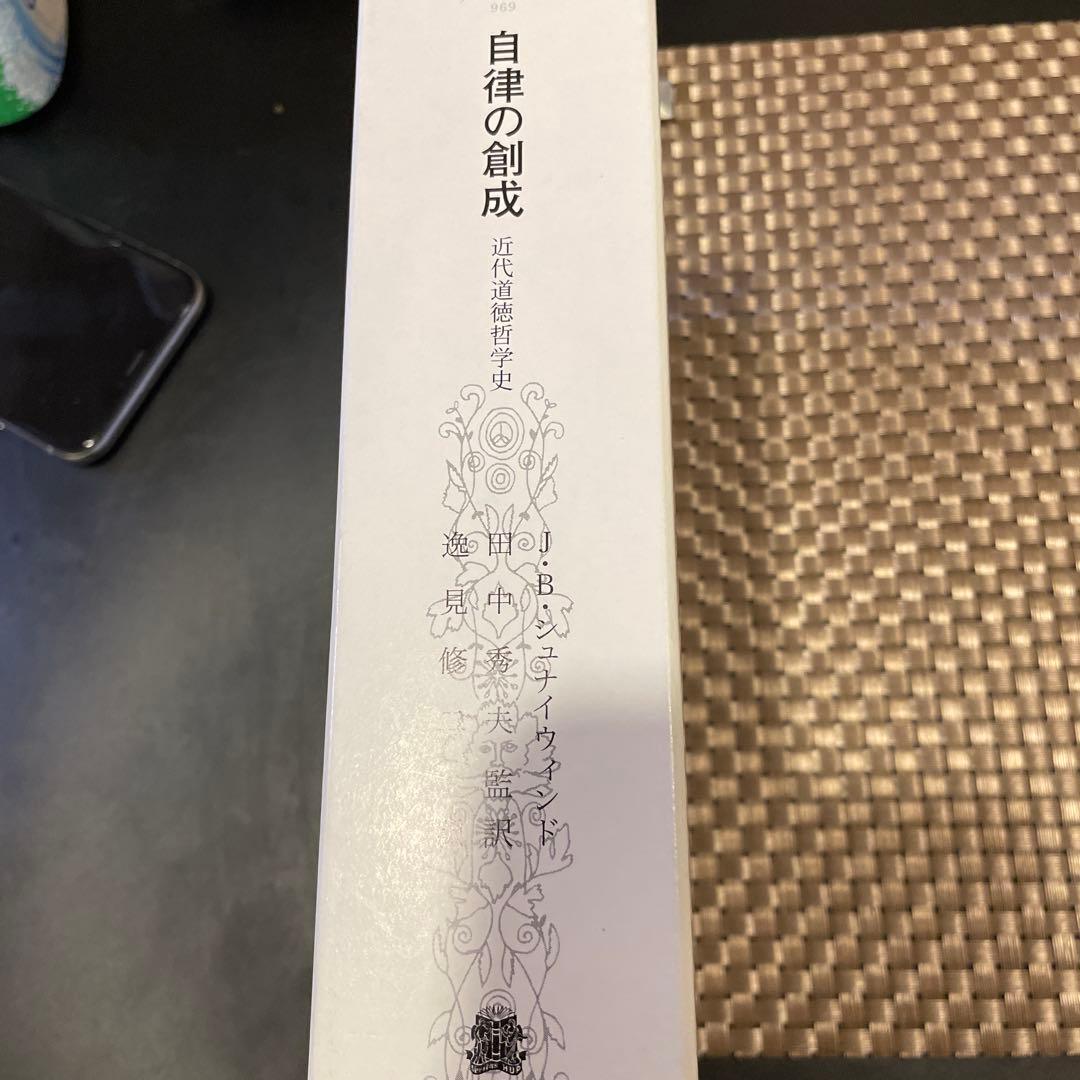 969
自律の創成
近代道徳哲学史
J・B・シュナイウィンド
田中秀夫監訳
逸見修